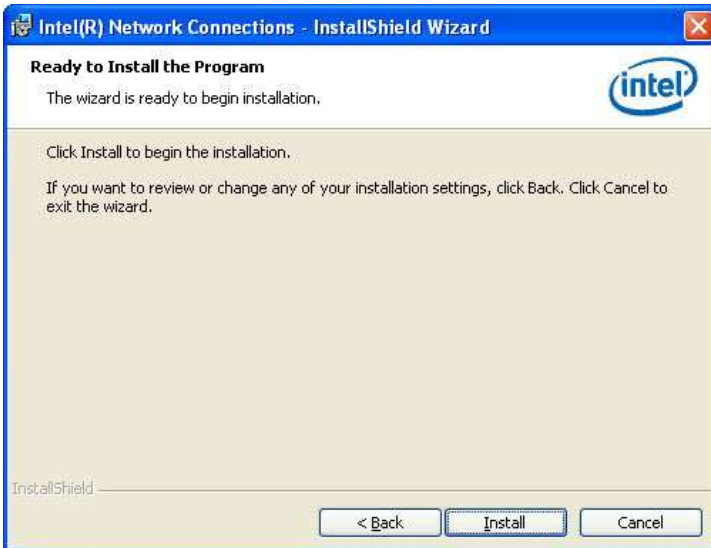 Intel(R) Network Connections - InstallShield Wizard
Ready to Install the Program
The wizard is ready to begin installation.
intel
Click Install to begin the installation.
If you want to review or change any of your installation settings, click Back. Click Cancel to
exit the wizard.
InstallShield
< Back
Install
Cancel